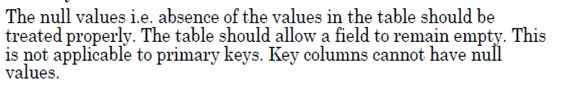 The null values i.e. absence of the values in the table should be
treated properly. The table should allow a field to remain empty. This
is not applicable to primary keys. Key columns cannot have null
values.